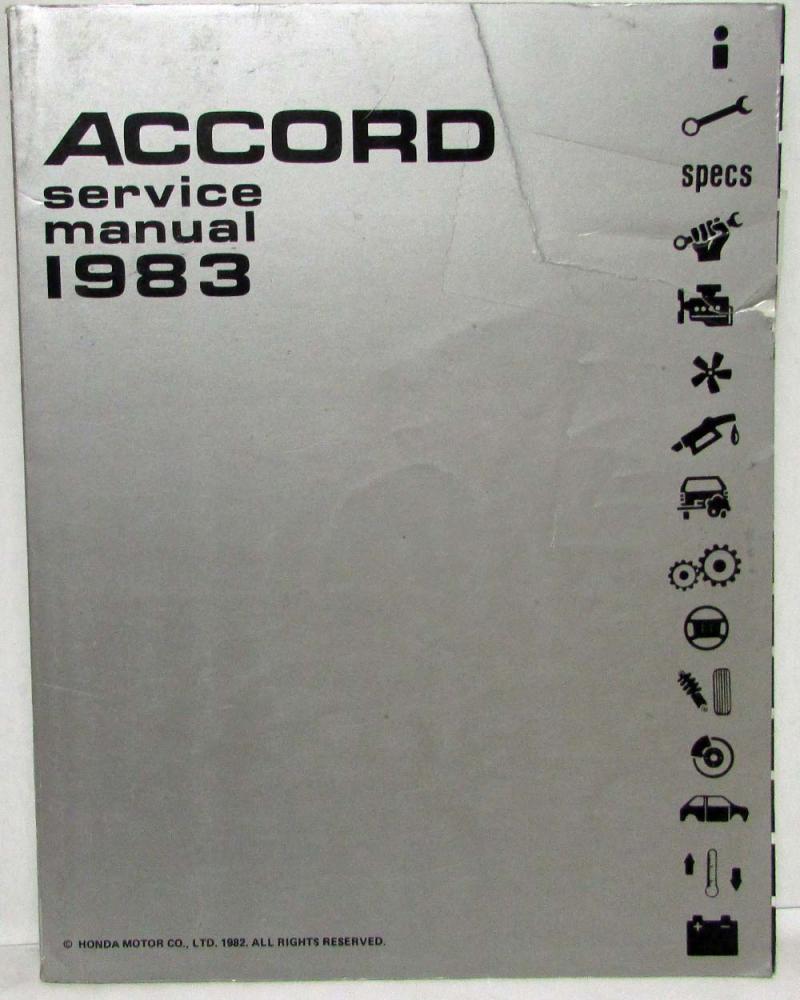 ACCORD
service
manual
1983
specs
© HONDA MOTOR CO., LTD. 1982. ALL RIGHTS RESERVED.